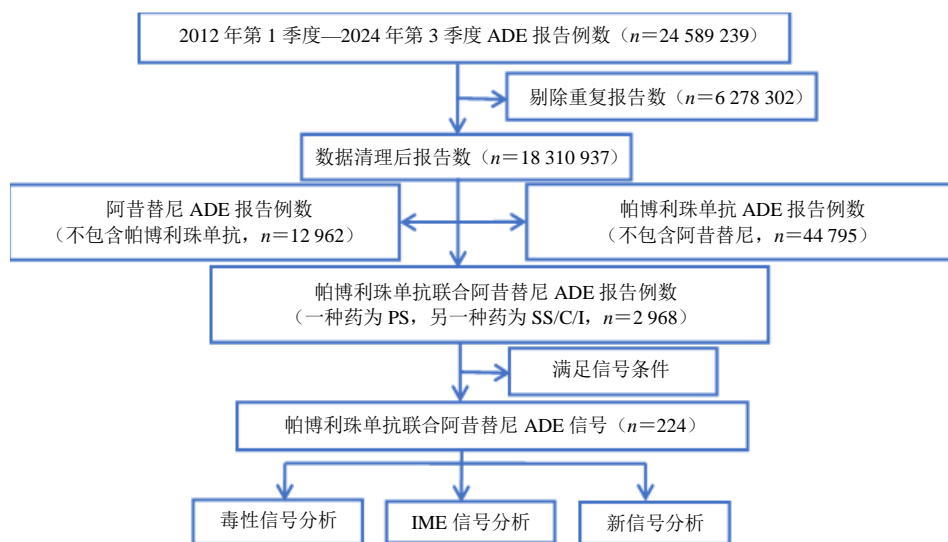 2012 年第 1 季度—2024 年第 3 季度 ADE 报告例数（n＝24 589 239）
剔除重复报告数（n＝6 278 302）
数据清理后报告数（n＝18 310 937）
阿昔替尼 ADE 报告例数
（不包含帕博利珠单抗，n＝12 962）
帕博利珠单抗 ADE 报告例数
（不包含阿昔替尼，n＝44 795）
帕博利珠单抗联合阿昔替尼 ADE 报告例数
（一种药为 PS，另一种药为 SS/C/I，n＝2 968）
满足信号条件
帕博利珠单抗联合阿昔替尼 ADE 信号（n＝224）
毒性信号分析
IME 信号分析
新信号分析